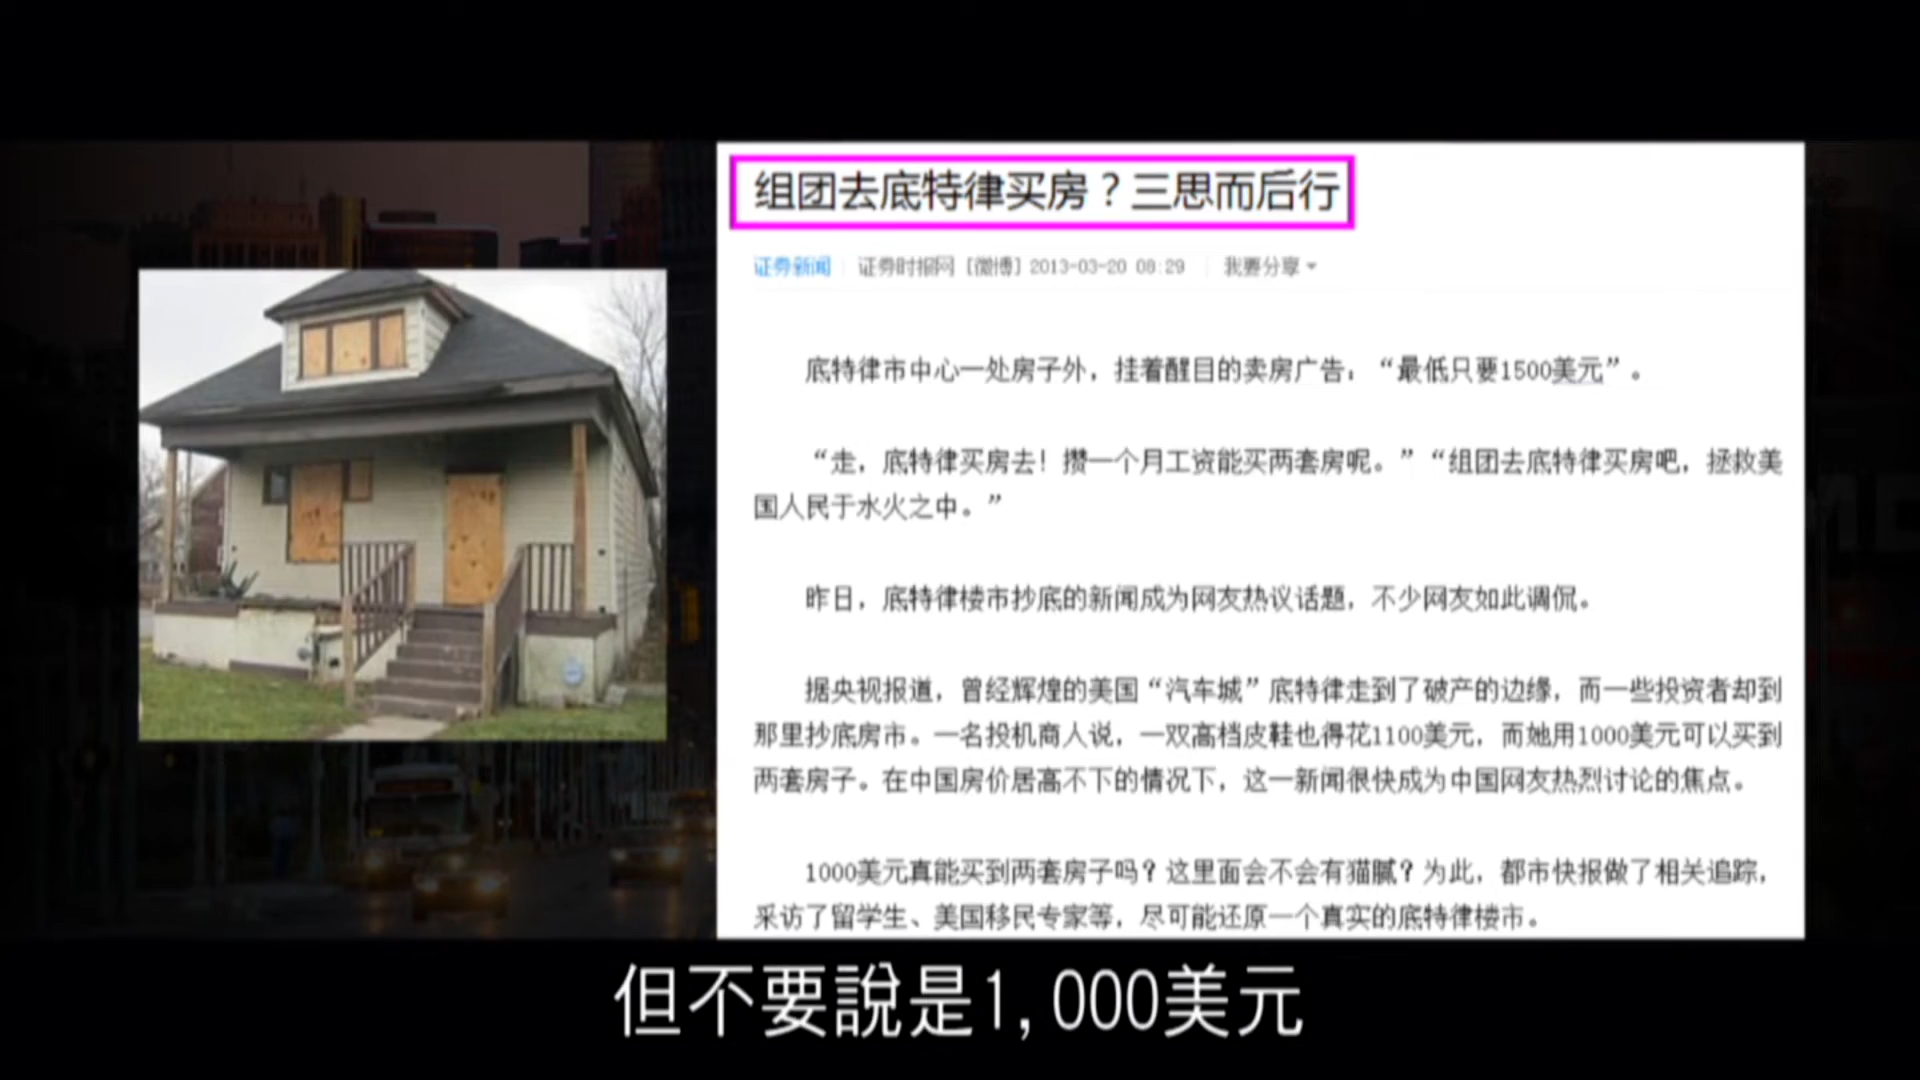 组团去底特律买房？三思而后行
证券新闻 证券时报网 [微博] 2013-03-20 08:29 我要分享
底特律市中心一处房子外，挂着醒目的卖房广告：“最低只要1500美元”。
“走，底特律买房去！攒一个月工资能买两套房呢。”“组团去底特律买房吧，拯救美
国人民于水火之中。”
昨日，底特律楼市抄底的新闻成为网友热议话题，不少网友如此调侃。
据央视报道，曾经辉煌的美国“汽车城”底特律走到了破产的边缘，而一些投资者却到
那里抄底房市。一名投机商人说，一双高档皮鞋也得花1100美元，而她用1000美元可以买到
两套房子。在中国房价居高不下的情况下，这一新闻很快成为中国网友热烈讨论的焦点。
1000美元真能买到两套房子吗？这里面会不会有猫腻？为此，都市快报做了相关追踪，
采访了留学生、美国移民专家等，尽可能还原一个真实的底特律楼市。
但不要說是1,000美元